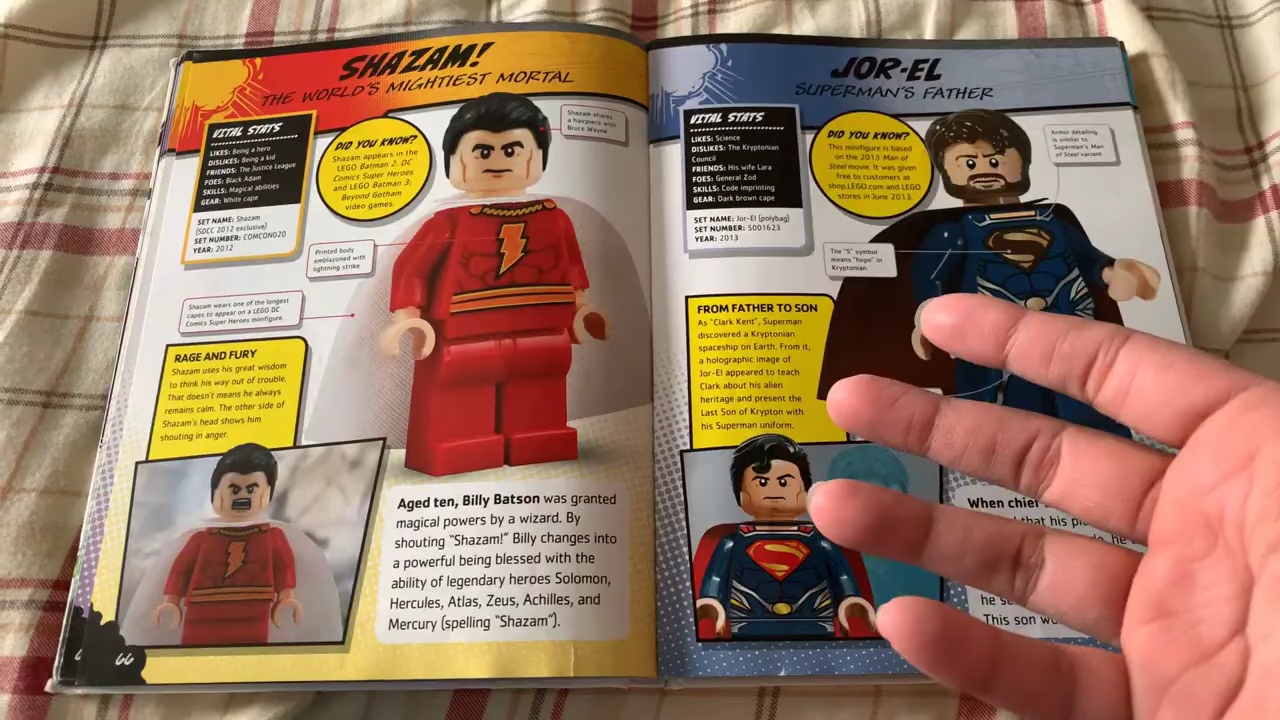 SHAZAM!
THE WORLD'S MIGHTIEST MORTAL
VITAL STATS
LIKES: Being a hero
DISLIKES: Being a kid
FRIENDS: The Justice League
FOES: Black Adam
SKILLS: Magical abilities
GEAR: White cape
SET NAME: Shazam
(SDCC 2012 exclusive)
SET NUMBER: COMCON020
YEAR: 2012
DID YOU KNOW?
Shazam appears in the
LEGO Batman 2: DC
Comics Super Heroes
and LEGO Batman 3:
Beyond Gotham
video games.
Shazam shares
a hairpiece with
Bruce Wayne
Printed body
emblazoned with
lightning strike
Shazam wears one of the longest
capes to appear on a LEGO DC
Comics Super Heroes minifigure.
RAGE AND FURY
Shazam uses his great wisdom
to think his way out of trouble.
That doesn't means he always
remains calm. The other side of
Shazam's head shows him
shouting in anger.
Aged ten, Billy Batson was granted
magical powers by a wizard. By
shouting "Shazam!" Billy changes into
a powerful being blessed with the
ability of legendary heroes Solomon,
Hercules, Atlas, Zeus, Achilles, and
Mercury (spelling "Shazam").
66
JOR-EL
SUPERMAN'S FATHER
VITAL STATS
LIKES: Science
DISLIKES: The Kryptonian
Council
FRIENDS: His wife Lara
FOES: General Zod
SKILLS: Code imprinting
GEAR: Dark brown cape
SET NAME: Jor-El (polybag)
SET NUMBER: 5001623
YEAR: 2013
DID YOU KNOW?
This minifigure is
based on the 2013 Man of
Steel movie. It was given
free to customers at
shop.LEGO.com and LEGO
stores in June 2013.
Armor detailing
is similar to
Superman's Man
of Steel variant
The "S" symbol
means "hope" in
Kryptonian
FROM FATHER TO SON
As "Clark Kent", Superman
discovered a Kryptonian
spaceship on Earth. From it,
a holographic image of
Jor-El appeared to teach
Clark about his alien
heritage and present the
Last Son of Krypton with
his Superman uniform.
When chief
that his
he
he
This son